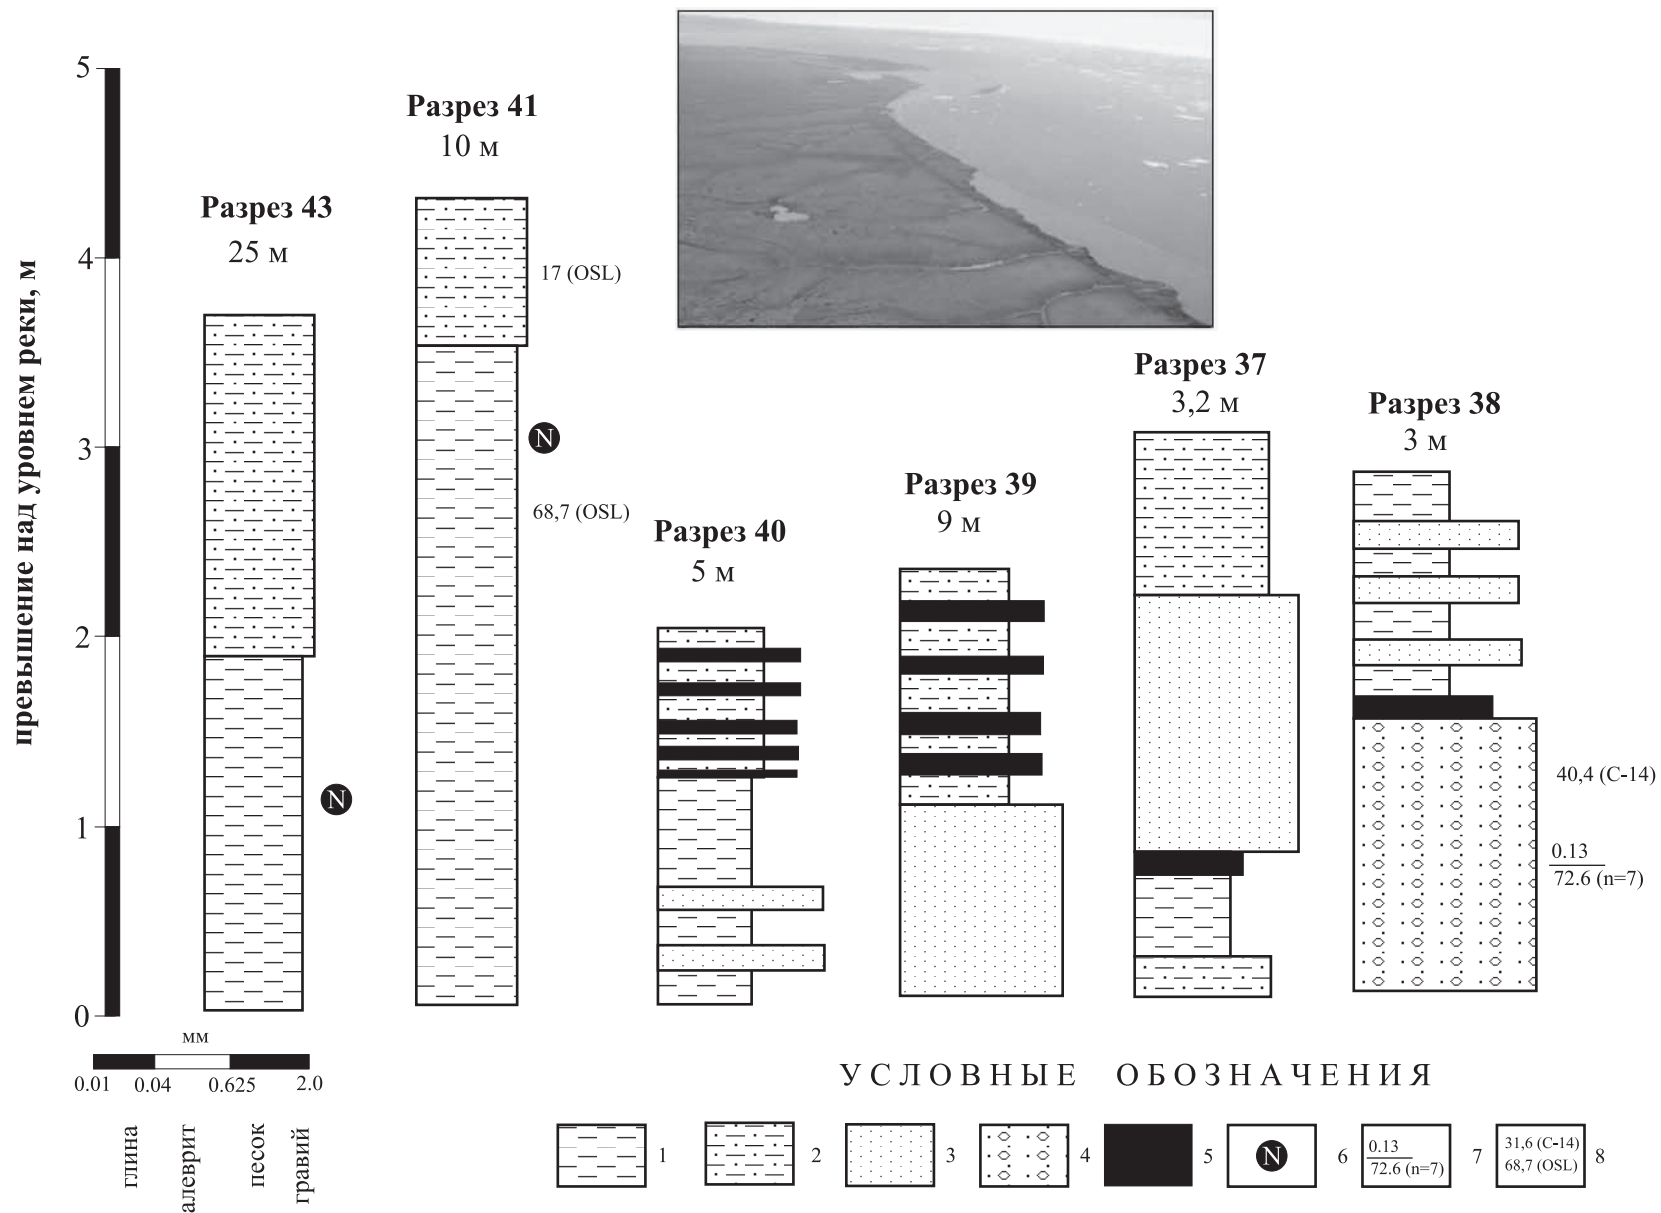 превышение над уровнем реки, м
5
4
3
2
1
0
Разрез 43
25 м
N
Разрез 41
10 м
17 (OSL)
N
68,7 (OSL)
Разрез 40
5 м
Разрез 39
9 м
Разрез 37
3,2 м
Разрез 38
3 м
40,4 (C-14)
0.13
72.6 (n=7)
мм
0.01 0.04 0.625 2.0
глина
алеврит
песок
гравий
УСЛОВНЫЕ ОБОЗНАЧЕНИЯ
1
2
3
4
5
N 6
0.13
72.6 (n=7)
7
31,6 (C-14)
68,7 (OSL)
8